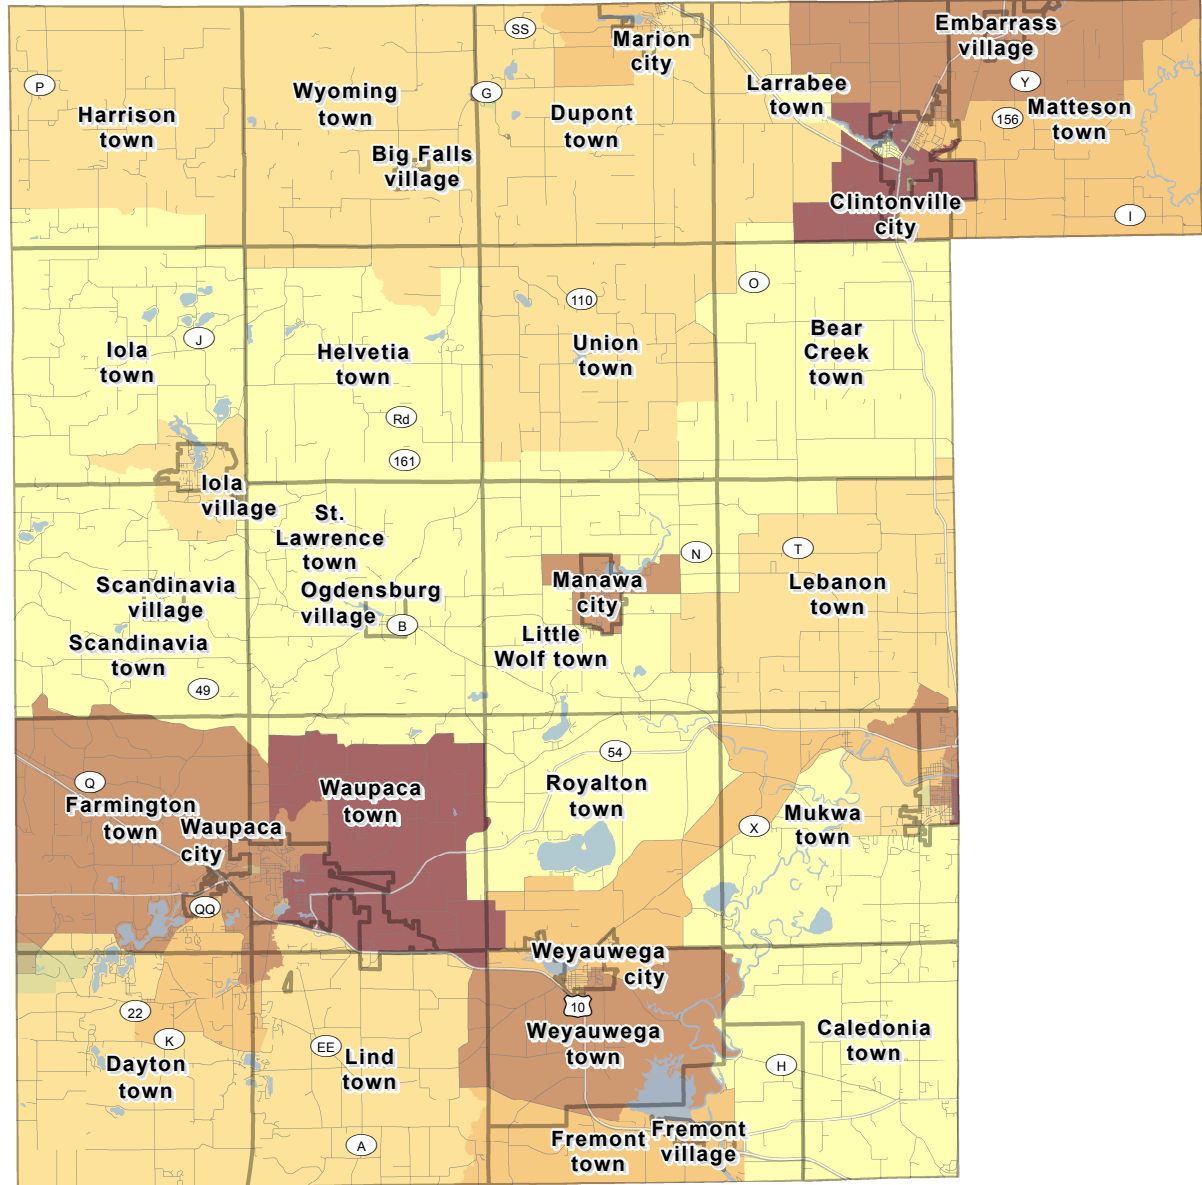 SS
Marion
city
Embarrass
village
P
Harrison
town
Wyoming
town
G
Dupont
town
Larrabee
town
Y
156
Matteson
town
Big Falls
village
Clintonville
city
I
Iola
town
J
Helvetia
town
110
Union
town
O
Bear
Creek
town
Rd
161
Iola
village
St.
Lawrence
town
Scandinavia
village
Ogdensburg
village
B
Manawa
city
N
T
Lebanon
town
Scandinavia
town
Little
Wolf town
49
Q
Farmington
town
Waupaca
city
Waupaca
town
54
Royalton
town
X
Mukwa
town
QQ
Weyauwega
city
10
22
K
Dayton
town
EE
Lind
town
Weyauwega
town
Caledonia
town
H
A
Fremont
town
Fremont
village